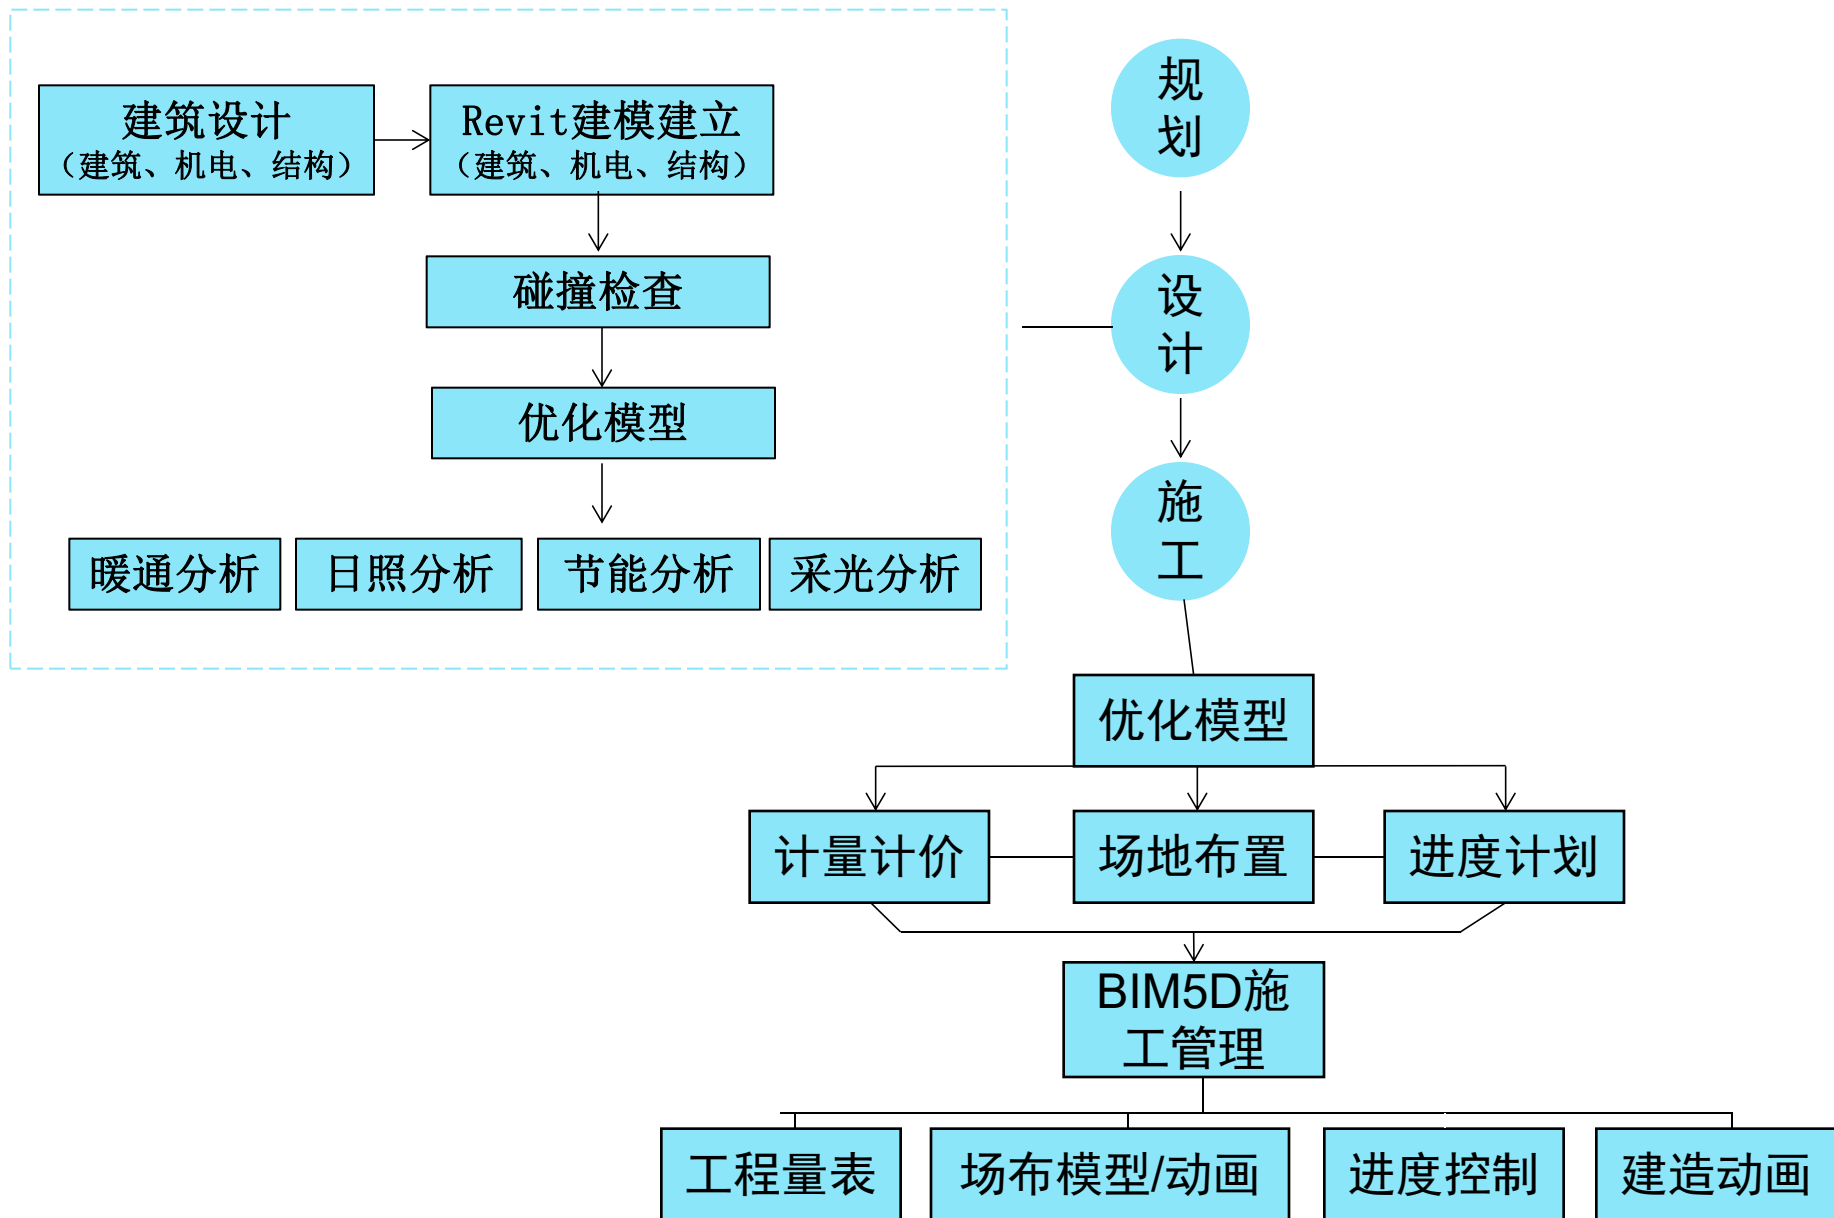 建筑设计
（建筑、机电、结构）
Revit建模建立
（建筑、机电、结构）
碰撞检查
优化模型
暖通分析
日照分析
节能分析
采光分析
规
划
设
计
施
工
优化模型
计量计价
场地布置
进度计划
BIM5D施
工管理
工程量表
场布模型/动画
进度控制
建造动画